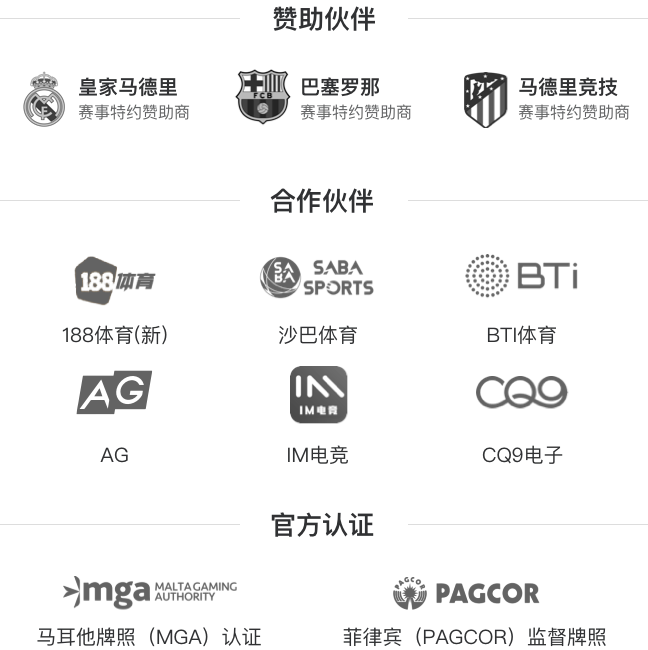 赞助伙伴
皇家马德里
赛事特约赞助商
FCB
巴塞罗那
赛事特约赞助商
马德里竞技
赛事特约赞助商
合作伙伴
188体育
SABA
SABA
SPORTS
BTi
188体育(新)
沙巴体育
BTI体育
AG
IM
IM电竞
CQ9
AG
IM电竞
CQ9电子
官方认证
mga MALTA GAMING
AUTHORITY
PAGCOR
PAGCOR
马耳他牌照（MGA）认证
菲律宾（PAGCOR）监督牌照